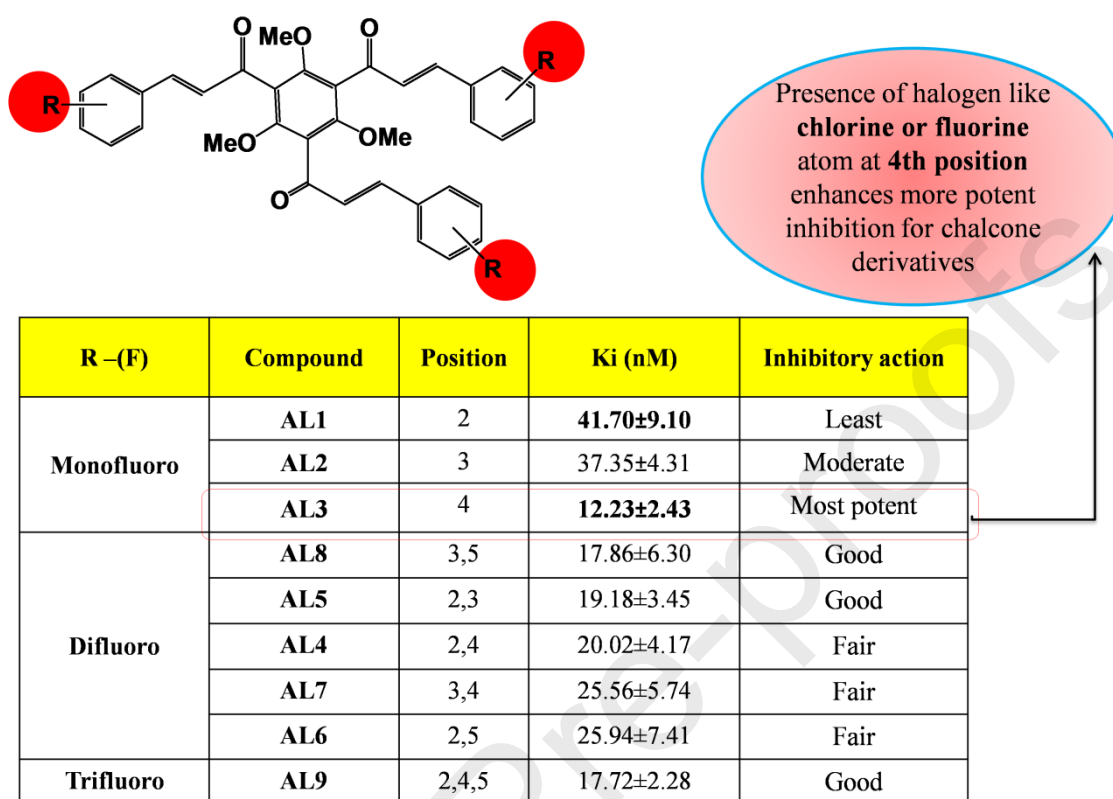 O MeO O
R R
MeO OMe
O
R
Presence of halogen like
chlorine or fluorine
atom at 4th position
enhances more potent
inhibition for chalcone
derivatives
R –(F) Compound Position Ki (nM) Inhibitory action
Monofluoro
AL1 2 41.70±9.10 Least
AL2 3 37.35±4.31 Moderate
AL3 4 12.23±2.43 Most potent
Difluoro
AL8 3,5 17.86±6.30 Good
AL5 2,3 19.18±3.45 Good
AL4 2,4 20.02±4.17 Fair
AL7 3,4 25.56±5.74 Fair
AL6 2,5 25.94±7.41 Fair
Trifluoro AL9 2,4,5 17.72±2.28 Good
Pre-proofs